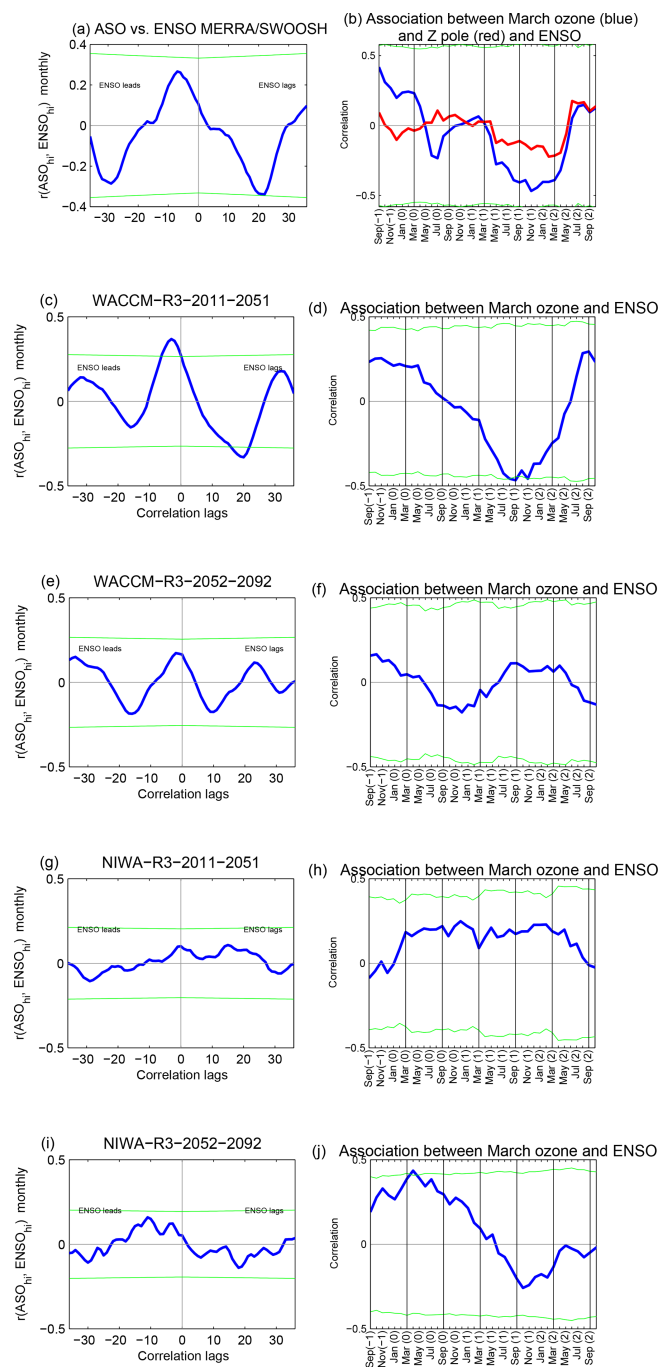 (a) ASO vs. ENSO MERRA/SWOOSH
r(ASO_hi, ENSO_hi) monthly
0.4
0.2
0
−0.2
−0.4
ENSO leads
ENSO lags
−20 0 20
(b) Association between March ozone (blue)
and Z pole (red) and ENSO
Correlation
0.5
0
−0.5
Sep(−1)
Nov(−1)
Jan (0)
Mar (0)
May (0)
Jul (0)
Sep (0)
Nov (0)
Jan (1)
Mar (1)
May (1)
Jul (1)
Sep (1)
Nov (1)
Jan (2)
Mar (2)
May (2)
Jul (2)
Sep (2)
(c) WACCM−R3−2011−2051
r(ASO_hi, ENSO_hi) monthly
0.5
0
−0.5
ENSO leads
ENSO lags
−30 −20 −10 0 10 20 30
Correlation lags
(d) Association between March ozone and ENSO
Correlation
0.5
0
−0.5
Sep(−1)
Nov(−1)
Jan (0)
Mar (0)
May (0)
Jul (0)
Sep (0)
Nov (0)
Jan (1)
Mar (1)
May (1)
Jul (1)
Sep (1)
Nov (1)
Jan (2)
Mar (2)
May (2)
Jul (2)
Sep (2)
(e) WACCM−R3−2052−2092
r(ASO_hi, ENSO_hi) monthly
0.5
0
−0.5
ENSO leads
ENSO lags
−30 −20 −10 0 10 20 30
Correlation lags
(f) Association between March ozone and ENSO
Correlation
0.5
0
−0.5
Sep(−1)
Nov(−1)
Jan (0)
Mar (0)
May (0)
Jul (0)
Sep (0)
Nov (0)
Jan (1)
Mar (1)
May (1)
Jul (1)
Sep (1)
Nov (1)
Jan (2)
Mar (2)
May (2)
Jul (2)
Sep (2)
(g) NIWA−R3−2011−2051
r(ASO_hi, ENSO_hi) monthly
0.5
0
−0.5
ENSO leads
ENSO lags
−30 −20 −10 0 10 20 30
Correlation lags
(h) Association between March ozone and ENSO
Correlation
0.5
0
−0.5
Sep(−1)
Nov(−1)
Jan (0)
Mar (0)
May (0)
Jul (0)
Sep (0)
Nov (0)
Jan (1)
Mar (1)
May (1)
Jul (1)
Sep (1)
Nov (1)
Jan (2)
Mar (2)
May (2)
Jul (2)
Sep (2)
(i) NIWA−R3−2052−2092
r(ASO_hi, ENSO_hi) monthly
0.5
0
−0.5
ENSO leads
ENSO lags
−30 −20 −10 0 10 20 30
Correlation lags
(j) Association between March ozone and ENSO
Correlation
0.5
0
−0.5
Sep(−1)
Nov(−1)
Jan (0)
Mar (0)
May (0)
Jul (0)
Sep (0)
Nov (0)
Jan (1)
Mar (1)
May (1)
Jul (1)
Sep (1)
Nov (1)
Jan (2)
Mar (2)
May (2)
Jul (2)
Sep (2)